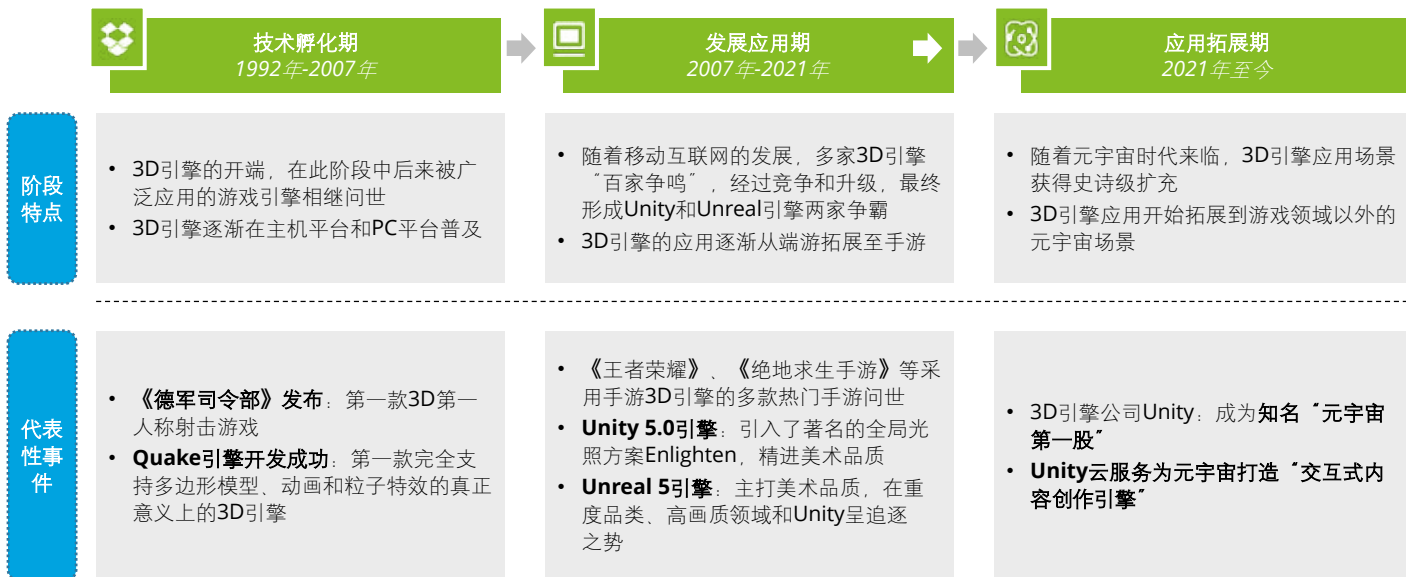 技术孵化期
1992年-2007年
发展应用期
2007年-2021年
应用拓展期
2021年至今
阶段
特点
• 3D引擎的开端，在此阶段中后来被广
泛应用的游戏引擎相继问世
• 3D引擎逐渐在主机平台和PC平台普及
• 随着移动互联网的发展，多家3D引擎
“百家争鸣”，经过竞争和升级，最终
形成Unity和Unreal引擎两家争霸
• 3D引擎的应用逐渐从端游拓展至手游
• 随着元宇宙时代来临，3D引擎应用场景
获得史诗级扩充
• 3D引擎应用开始拓展到游戏领域以外的
元宇宙场景
代表
性事
件
• 《德军司令部》发布：第一款3D第一
人称射击游戏
• Quake引擎开发成功：第一款完全支
持多边形模型、动画和粒子特效的真正
意义上的3D引擎
• 《王者荣耀》、《绝地求生手游》等采
用手游3D引擎的多款热门手游问世
• Unity 5.0引擎：引入了著名的全局光
照方案Enlighten，精进美术品质
• Unreal 5引擎：主打美术品质，在重
度品类、高画质领域和Unity呈追逐
之势
• 3D引擎公司Unity：成为知名“元宇宙
第一股”
• Unity云服务为元宇宙打造“交互式内
容创作引擎”